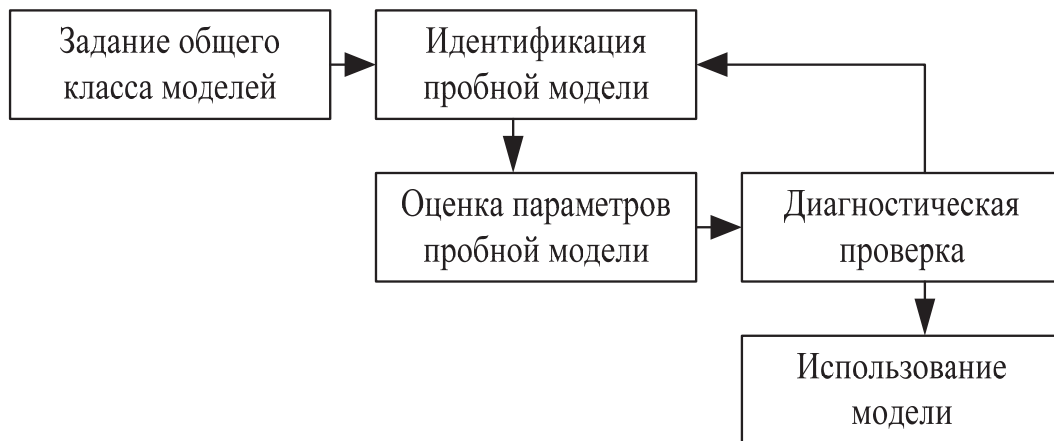 Задание общего
класса моделей
Идентификация
пробной модели
Оценка параметров
пробной модели
Диагностическая
проверка
Использование
модели